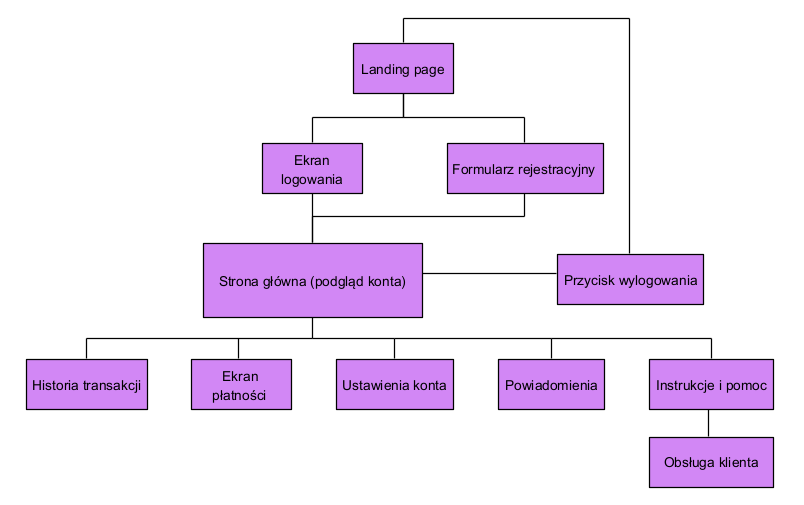 Landing page
Ekran
logowania
Formularz rejestracyjny
Strona główna (podgląd konta)
Przycisk wylogowania
Historia transakcji
Ekran
płatności
Ustawienia konta
Powiadomienia
Instrukcje i pomoc
Obsługa klienta